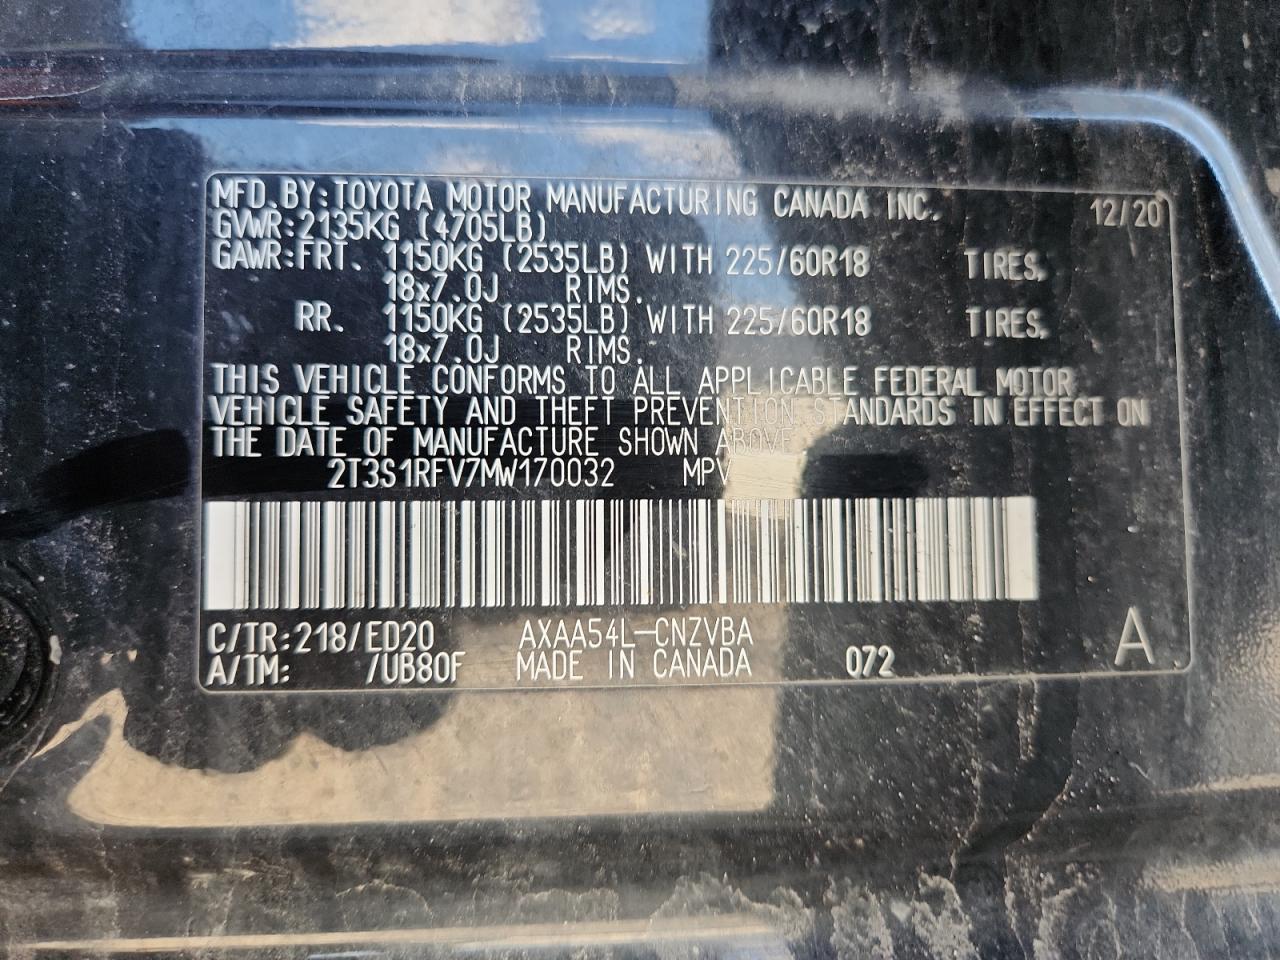 MFD.BY:TOYOTA MOTOR MANUFACTURING CANADA INC. 12/20
GVWR:2135KG (4705LB)
GAWR:FRT. 1150KG (2535LB) WITH 225/60R18 TIRES,
18x7.0J RIMS.
RR. 1150KG (2535LB) WITH 225/60R18 TIRES,
18x7.0J RIMS.
THIS VEHICLE CONFORMS TO ALL APPLICABLE FEDERAL MOTOR
VEHICLE SAFETY AND THEFT PREVENTION STANDARDS IN EFFECT ON
THE DATE OF MANUFACTURE SHOWN ABOVE.
2T3S1RFV7MW170032 MPV
C/TR:218/ED20 AXAA54L-CNZVBA
A/TM: /UB80F MADE IN CANADA 072 A